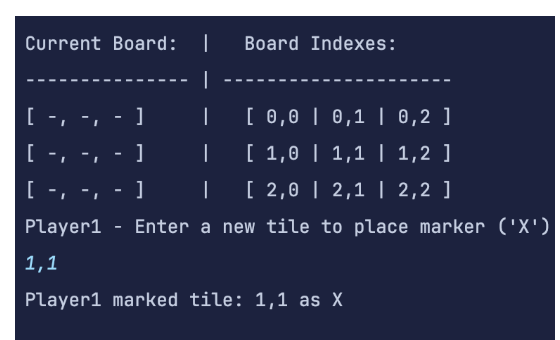 Current Board:  |   Board Indexes:
--------------- | ---------------------
[ -, -, - ]     |   [ 0,0 | 0,1 | 0,2 ]
[ -, -, - ]     |   [ 1,0 | 1,1 | 1,2 ]
[ -, -, - ]     |   [ 2,0 | 2,1 | 2,2 ]
Player1 - Enter a new tile to place marker ('X')
1,1
Player1 marked tile: 1,1 as X